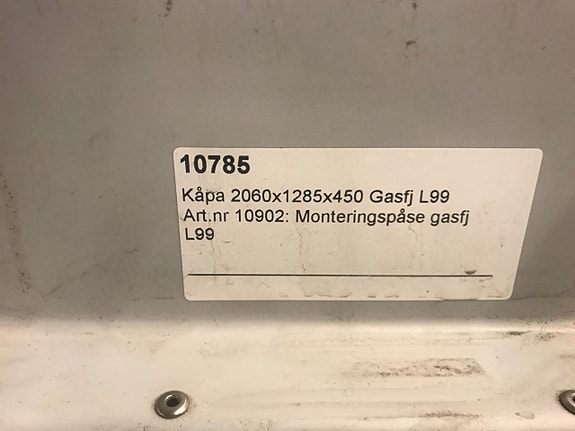 10785
Kåpa 2060x1285x450 Gasfj L99
Art.nr 10902: Monteringspåse gasfj
L99